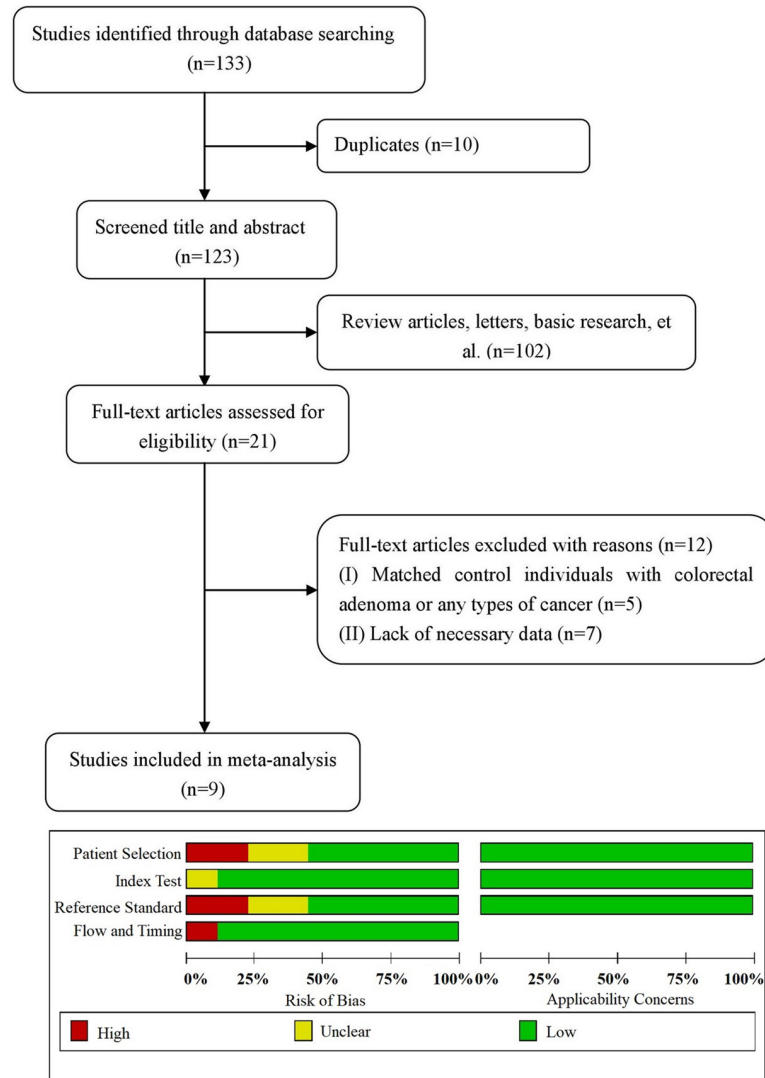 Studies identified through database searching
(n=133)
Duplicates (n=10)
Screened title and abstract
(n=123)
Review articles, letters, basic research, et
al. (n=102)
Full-text articles assessed for
eligibility (n=21)
Full-text articles excluded with reasons (n=12)
(I) Matched control individuals with colorectal
adenoma or any types of cancer (n=5)
(II) Lack of necessary data (n=7)
Studies included in meta-analysis
(n=9)
Patient Selection
Index Test
Reference Standard
Flow and Timing
0% 25% 50% 75% 100% 0% 25% 50% 75% 100%
Risk of Bias Applicability Concerns
High Unclear Low